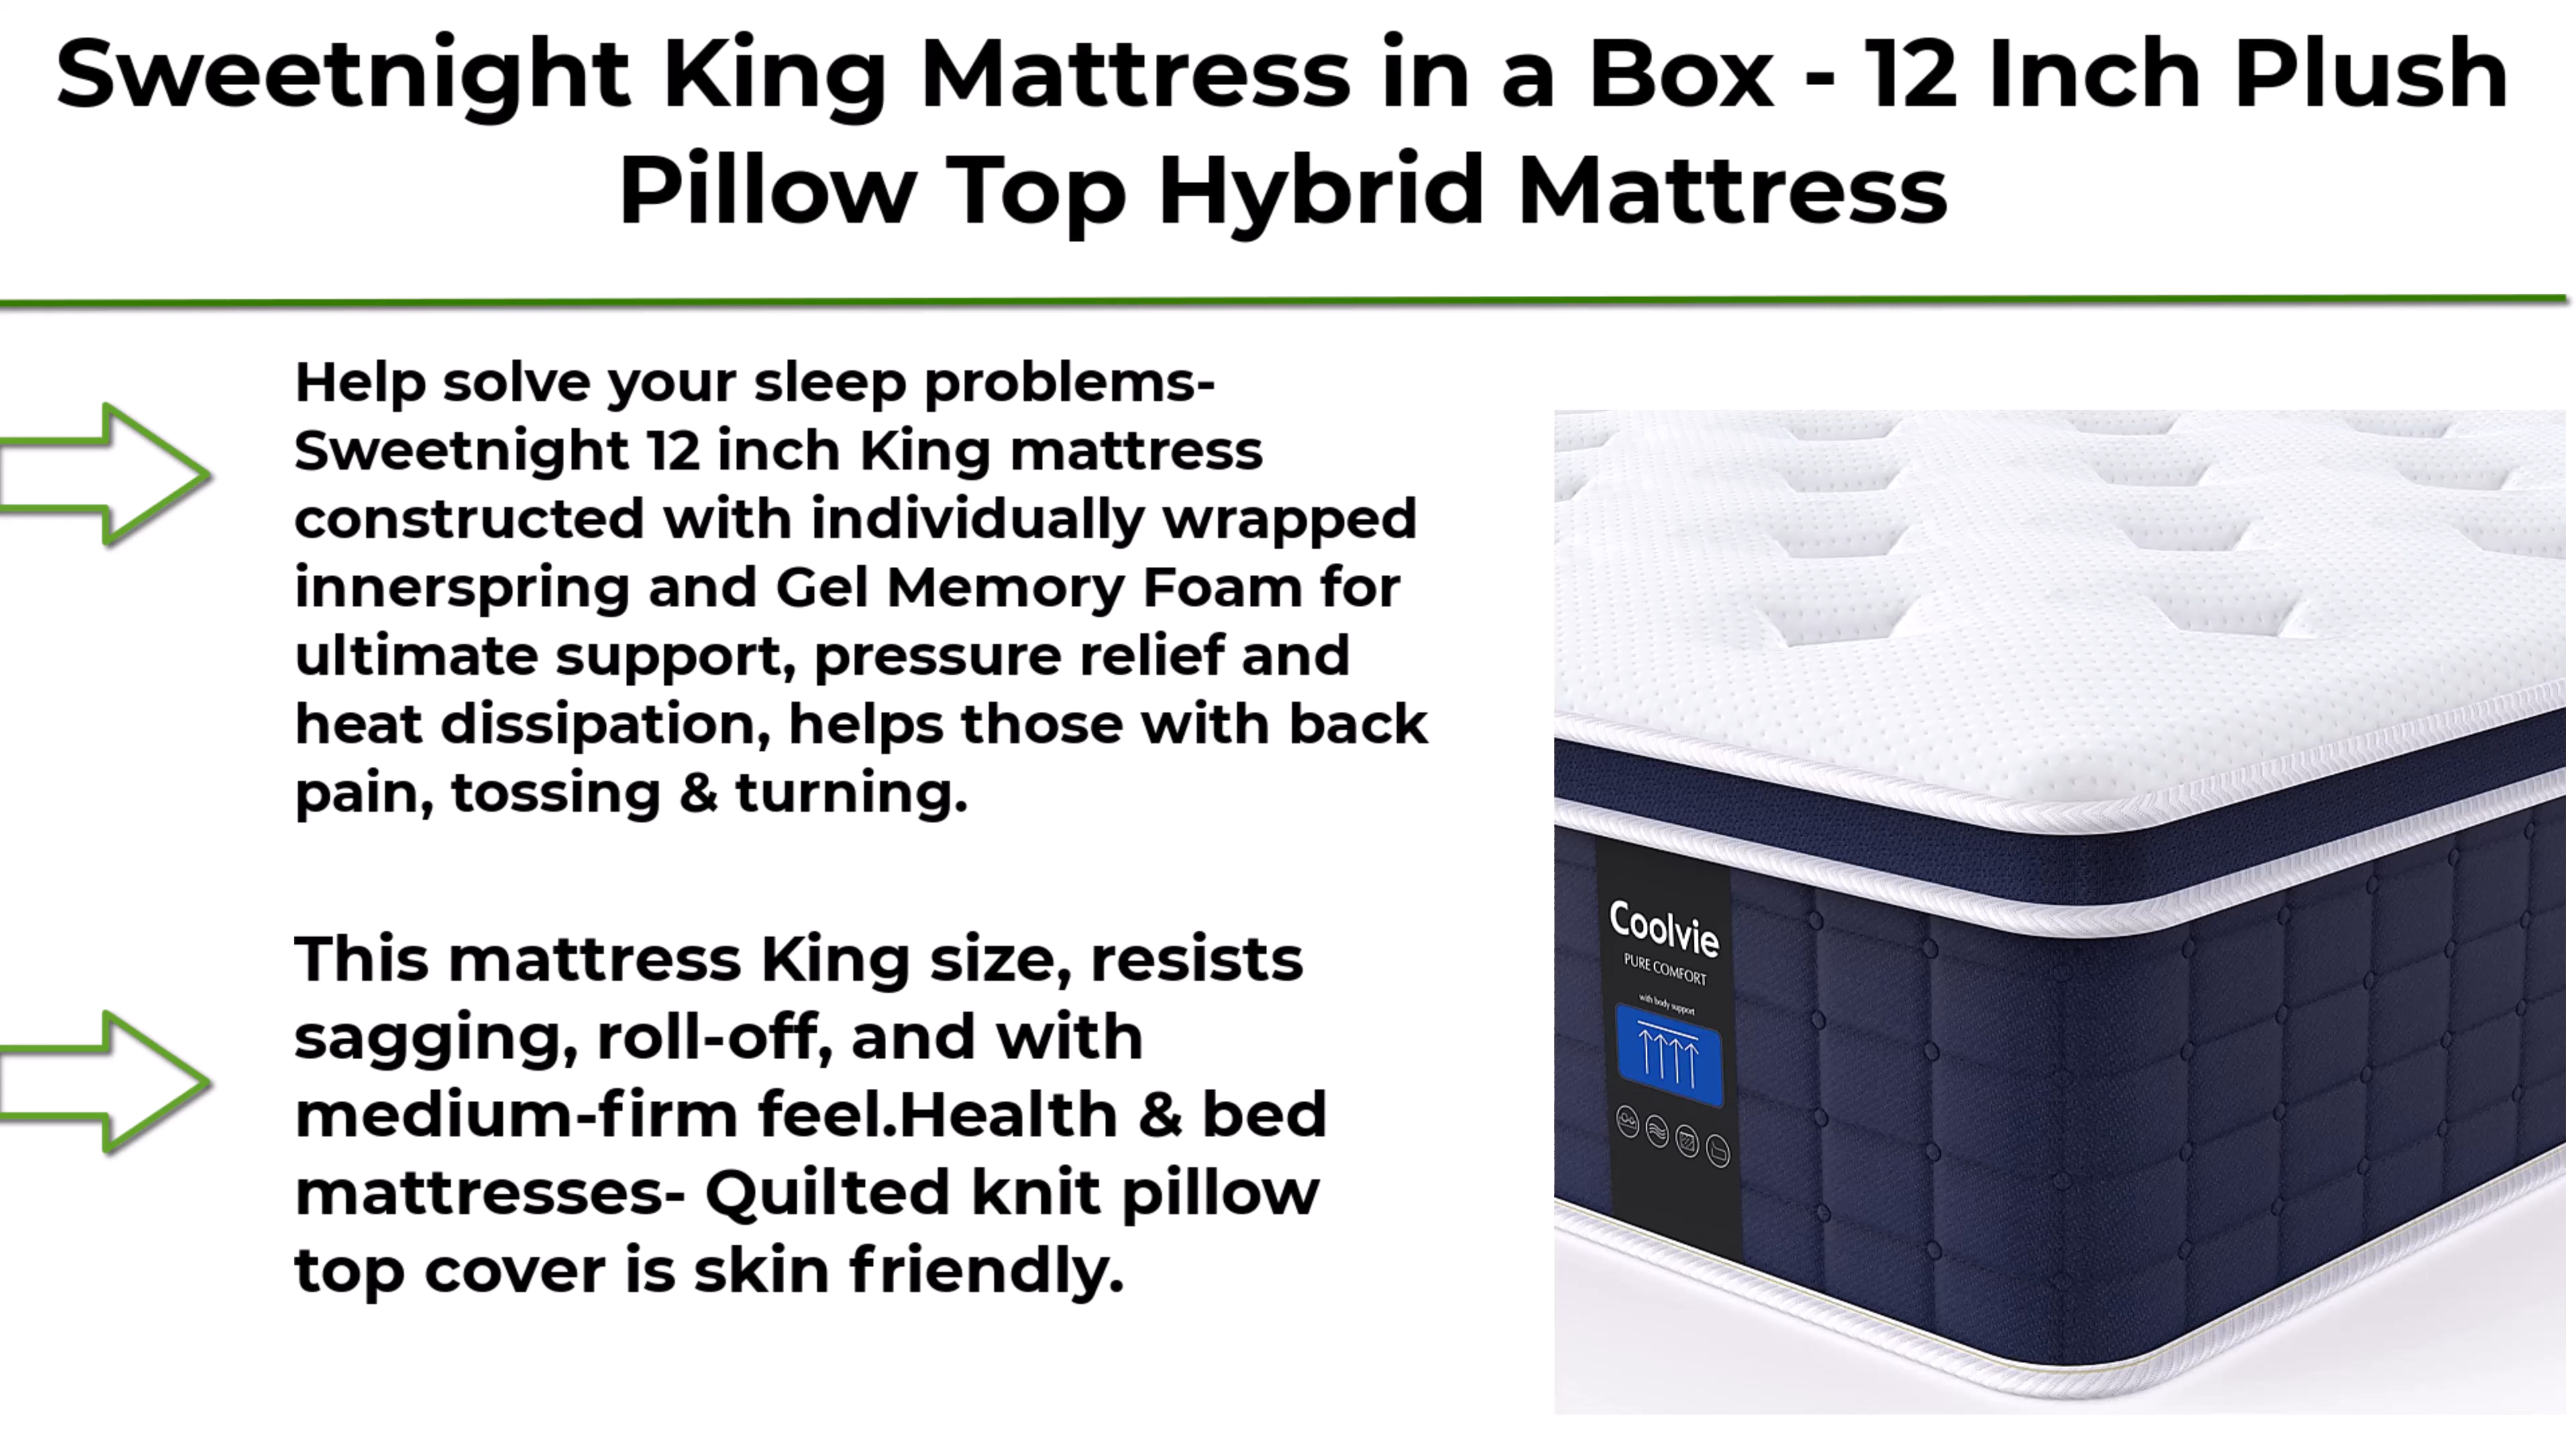 Sweetnight King Mattress in a Box - 12 Inch Plush
Pillow Top Hybrid Mattress
Help solve your sleep problems-
Sweetnight 12 inch King mattress
constructed with individually wrapped
innerspring and Gel Memory Foam for
ultimate support, pressure relief and
heat dissipation, helps those with back
pain, tossing & turning.
This mattress King size, resists
sagging, roll-off, and with
medium-firm feel.Health & bed
mattresses- Quilted knit pillow
top cover is skin friendly.
Coolvie
PURE COMFORT
with body support